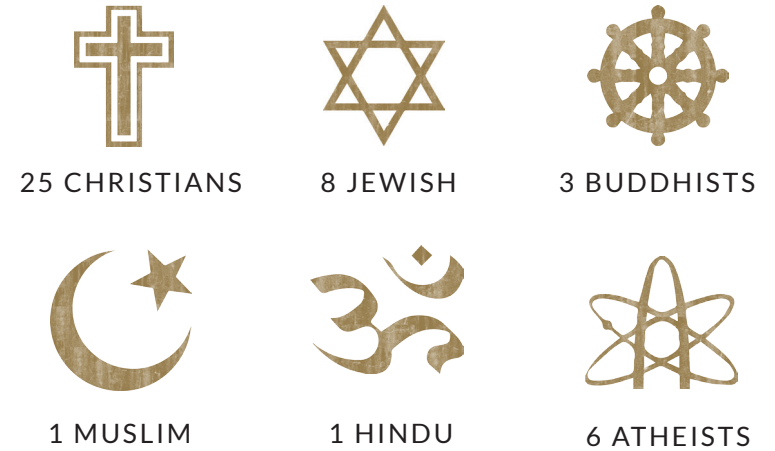 25 CHRISTIANS
8 JEWISH
3 BUDDHISTS
1 MUSLIM
1 HINDU
6 ATHEISTS